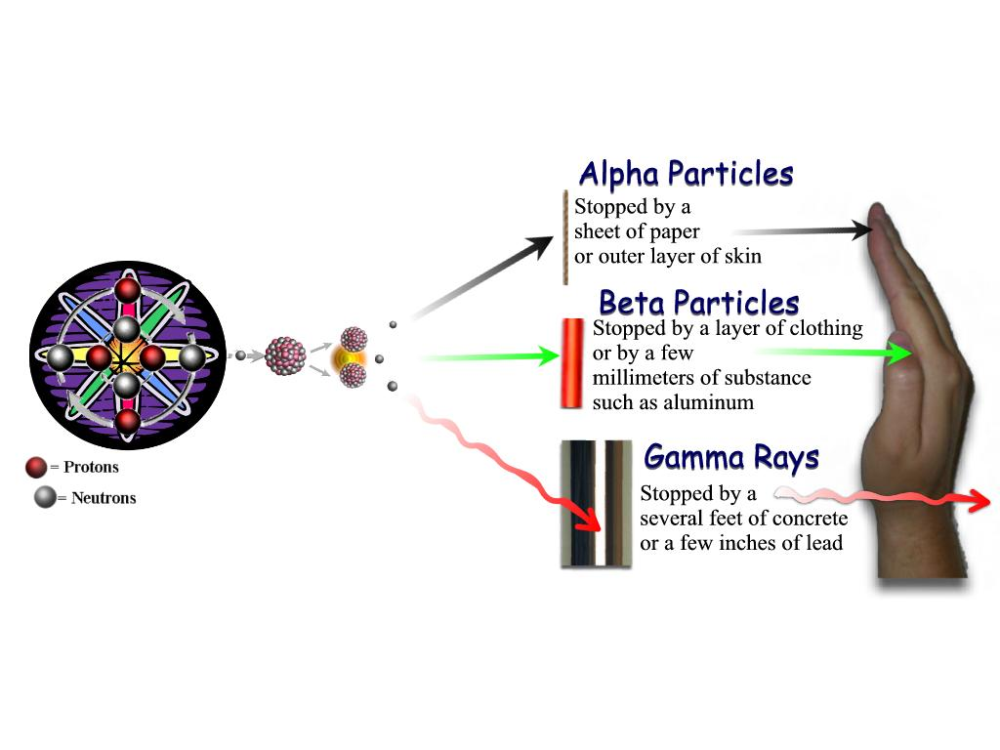 Alpha Particles
Stopped by a
sheet of paper
or outer layer of skin
Beta Particles
Stopped by a layer of clothing
or by a few
millimeters of substance
such as aluminum
Gamma Rays
Stopped by a
several feet of concrete
or a few inches of lead
= Protons
= Neutrons